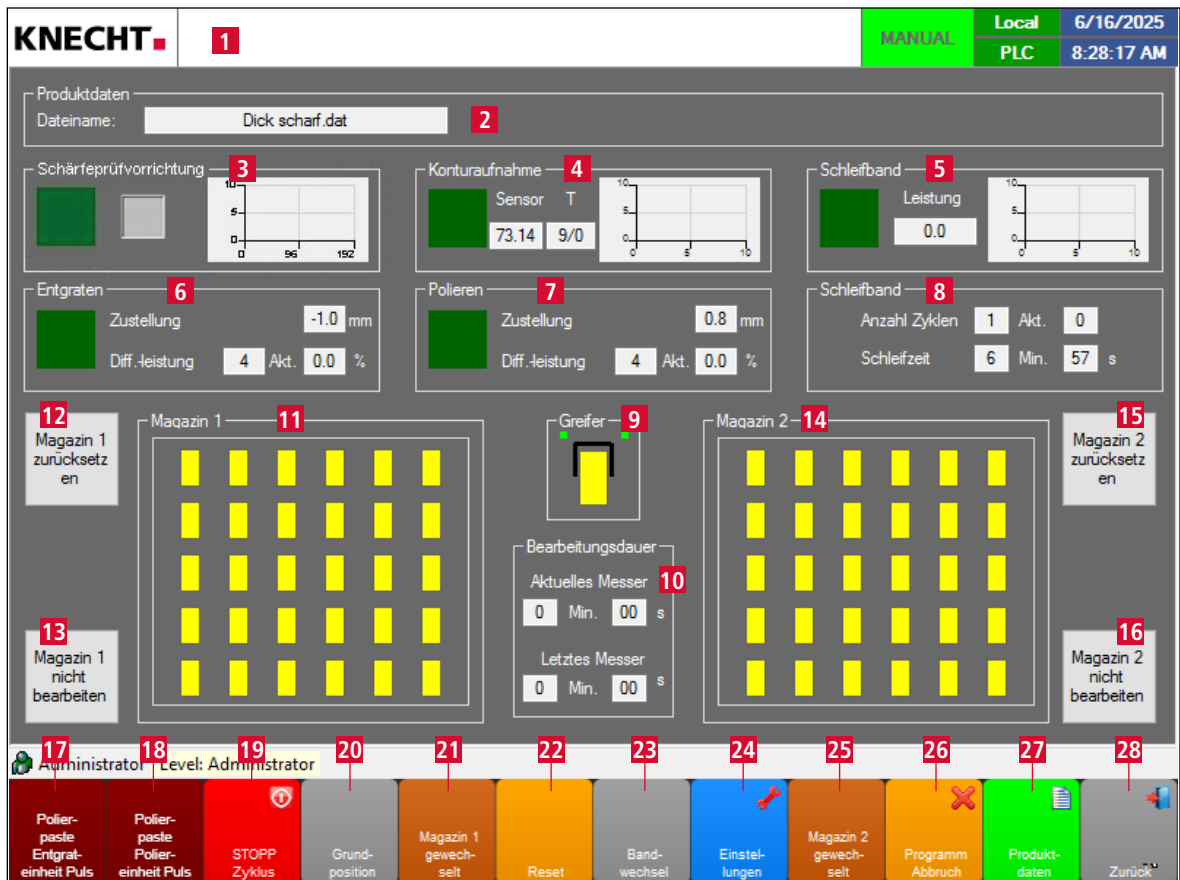 KNECHT
1
MANUAL
Local
6/16/2025
PLC
8:28:17 AM
Produktdaten
Dateiname:
Dick scharf.dat
2
Schärfeprüfvorrichtung
3
10
5
0
0
96
192
Konturaufnahme
4
Sensor
T
73.14
9/0
10
5
0
0
5
10
Schleifband
5
Leistung
0.0
10
5
0
0
5
10
Entgraten
6
Zustellung
-1.0 mm
Diff.-leistung
4
Akt.
0.0
%
Polieren
7
Zustellung
0.8 mm
Diff.-leistung
4
Akt.
0.0
%
Schleifband
8
Anzahl Zyklen
1
Akt.
0
Schleifzeit
6
Min.
57
s
12
Magazin 1
zurücksetz
en
Magazin 1
11
Greifer
9
Magazin 2
14
15
Magazin 2
zurücksetz
en
Bearbeitungsdauer
Aktuelles Messer
10
0
Min.
00
s
Letztes Messer
0
Min.
00
s
13
Magazin 1
nicht
bearbeiten
16
Magazin 2
nicht
bearbeiten
Administrator
Level: Administrator
17
18
19
20
21
22
23
24
25
26
27
28
Polier-
paste
Entgrat-
einheit Puls
Polier-
paste
Polier-
einheit Puls
STOPP
Zyklus
Grund-
position
Magazin 1
gewech-
selt
Reset
Band-
wechsel
Einstel-
lungen
Magazin 2
gewech-
selt
Programm
Abbruch
Produkt-
daten
Zurück